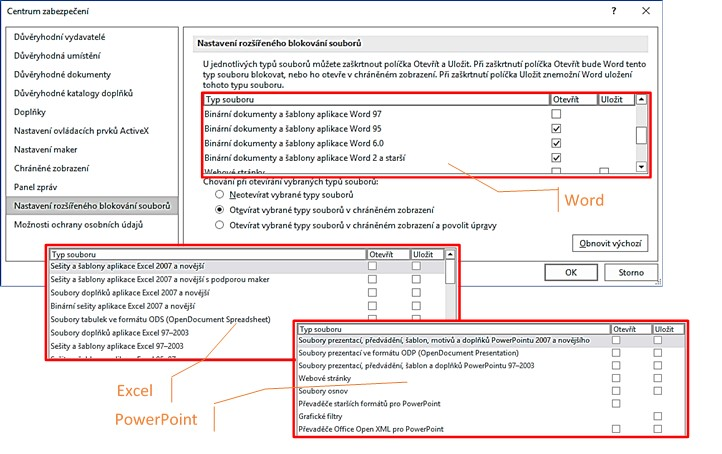 Centrum zabezpečení
?
Důvěryhodní vydavatelé
Důvěryhodná umístění
Důvěryhodné dokumenty
Důvěryhodné katalogy doplňků
Doplňky
Nastavení ovládacích prvků ActiveX
Nastavení maker
Chráněné zobrazení
Panel zpráv
Nastavení rozšířeného blokování souborů
Možnosti ochrany osobních údajů
Nastavení rozšířeného blokování souborů
U jednotlivých typů souborů můžete zaškrtnout políčka Otevřít a Uložit. Při zaškrtnutí políčka Otevřít bude Word tento
typ souboru blokovat, nebo ho otevře v chráněném zobrazení. Při zaškrtnutí políčka Uložit znemožní Word uložení
tohoto typu souboru.
Typ souboru Otevřít Uložit
Binární dokumenty a šablony aplikace Word 97
Binární dokumenty a šablony aplikace Word 95
Binární dokumenty a šablony aplikace Word 6.0
Binární dokumenty a šablony aplikace Word 2 a starší
Webové stránky
Chování při otevírání vybraných typů souborů:
Neotevírat vybrané typy souborů
Otevírat vybrané typy souborů v chráněném zobrazení
Otevírat vybrané typy souborů v chráněném zobrazení a povolit úpravy
Word
Obnovit výchozí
OK Storno
Typ souboru Otevřít Uložit
Sešity a šablony aplikace Excel 2007 a novější
Sešity a šablony aplikace Excel 2007 a novější s podporou maker
Soubory doplňků aplikace Excel 2007 a novější
Binární sešity aplikace Excel 2007 a novější
Soubory tabulek ve formátu ODS (OpenDocument Spreadsheet)
Soubory doplňků aplikace Excel 97–2003
Sešity a šablony aplikace Excel 97–2003
Sešity a šablony aplikace Excel 95–97
Excel
PowerPoint
Typ souboru Otevřít Uložit
Soubory prezentací, předvádění, šablon, motivů a doplňků PowerPointu 2007 a novějšího
Soubory prezentací ve formátu ODP (OpenDocument Presentation)
Soubory prezentací, předvádění, šablon a doplňků PowerPointu 97–2003
Webové stránky
Soubory osnov
Převaděče starších formátů pro PowerPoint
Grafické filtry
Převaděče Office Open XML pro PowerPoint